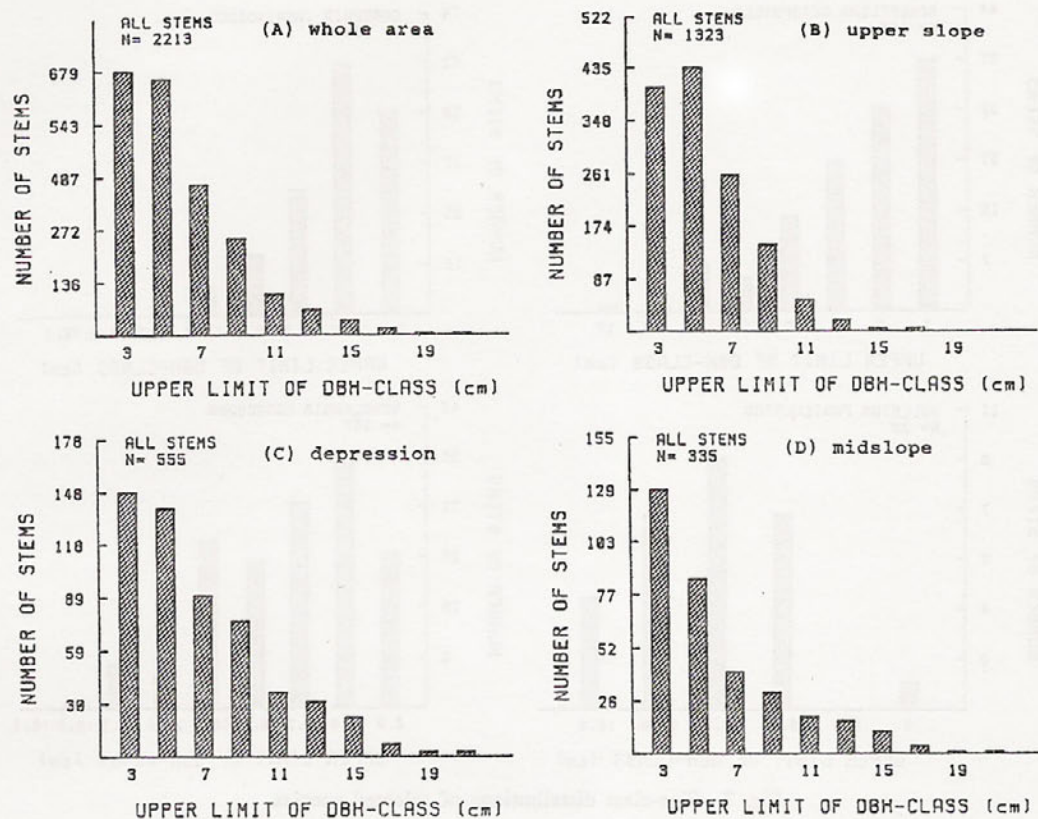 ALL STEMS
N= 2213
(A) whole area
679
543
487
272
136
NUMBER OF STEMS
3 7 11 15 19
UPPER LIMIT OF DBH-CLASS (cm)
522
ALL STEMS
N= 1323
(B) upper slope
435
348
261
174
87
NUMBER OF STEMS
3 7 11 15 19
UPPER LIMIT OF DBH-CLASS (cm)
178
ALL STEMS
N= 555
(C) depression
148
118
89
59
38
NUMBER OF STEMS
3 7 11 15 19
UPPER LIMIT OF DBH-CLASS (cm)
155
ALL STEMS
N= 335
(D) midslope
129
103
77
52
26
NUMBER OF STEMS
3 7 11 15 19
UPPER LIMIT OF DBH-CLASS (cm)